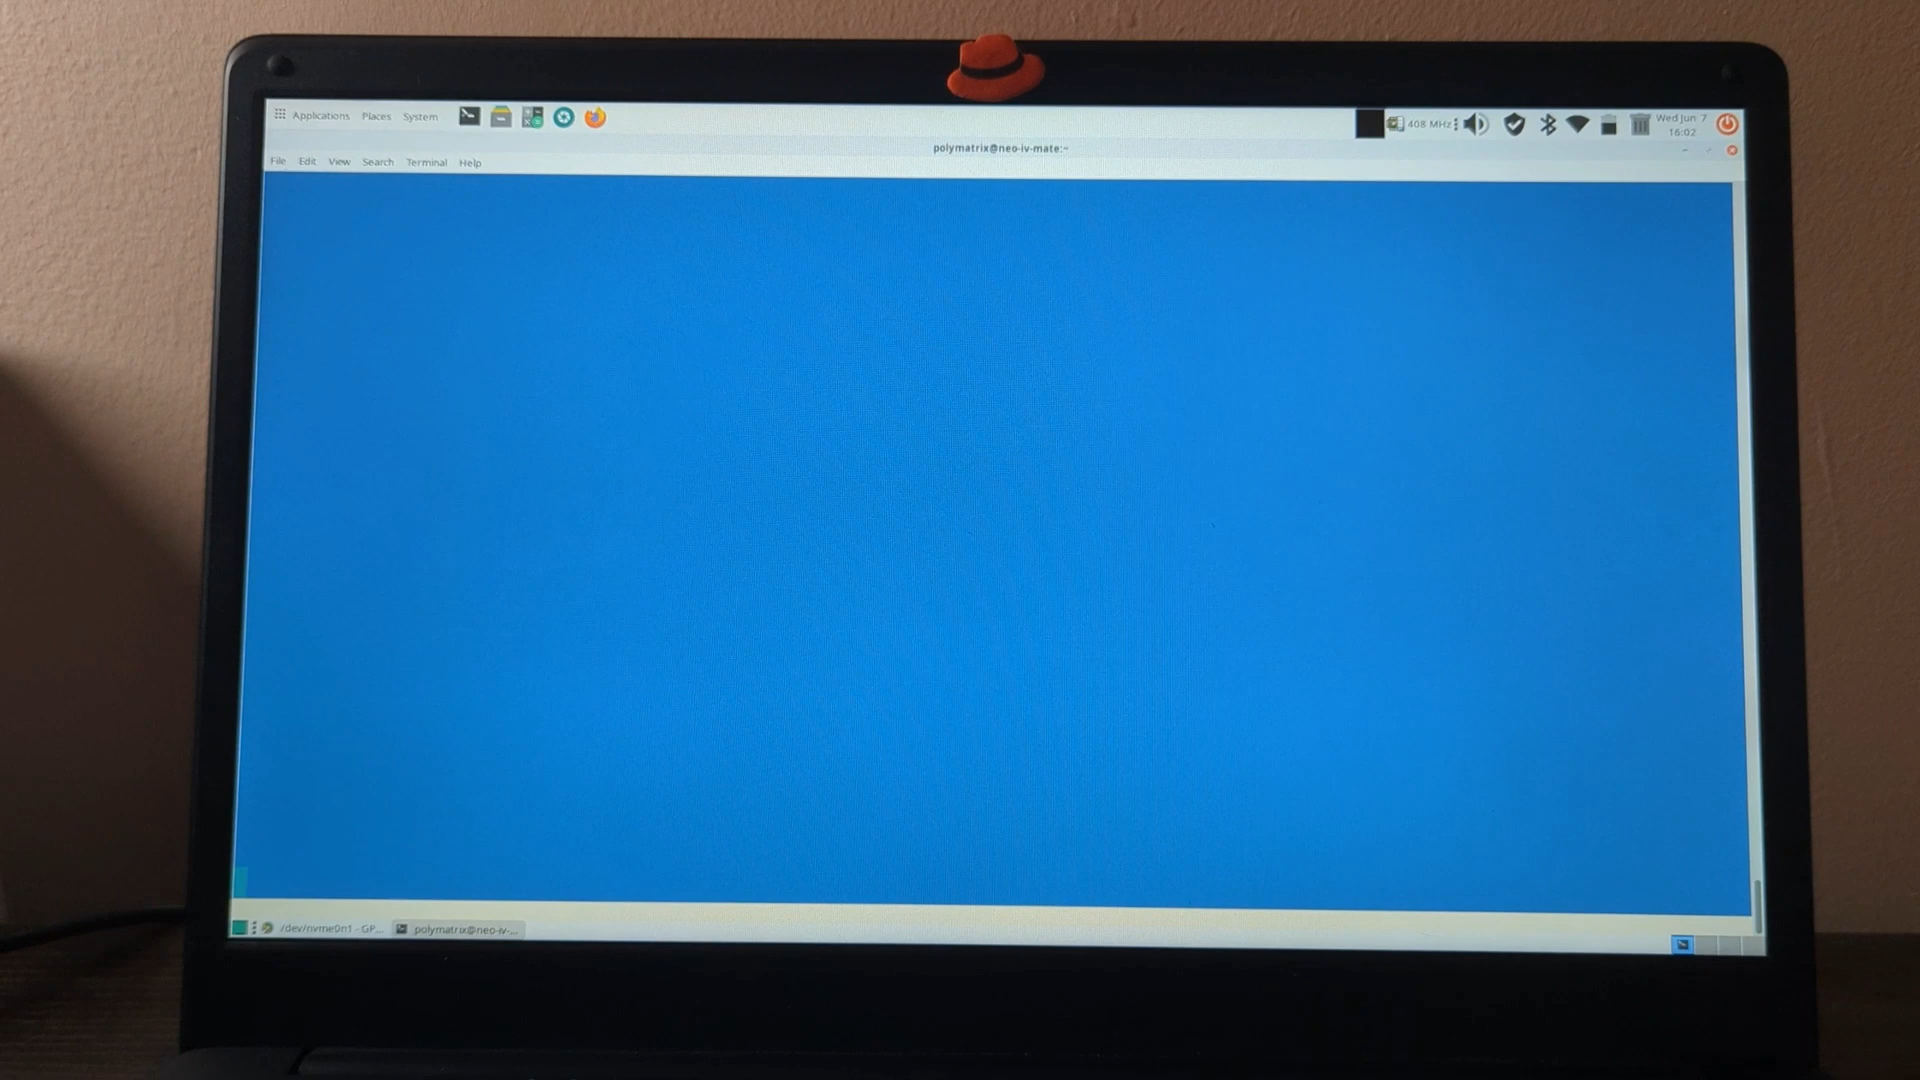 Applications Places System
408 MHz
Wed Jun 7
16:02
polymatrix@neo-iv-mate:~
File Edit View Search Terminal Help
/dev/nvme0n1 - GP...
polymatrix@neo-iv-...